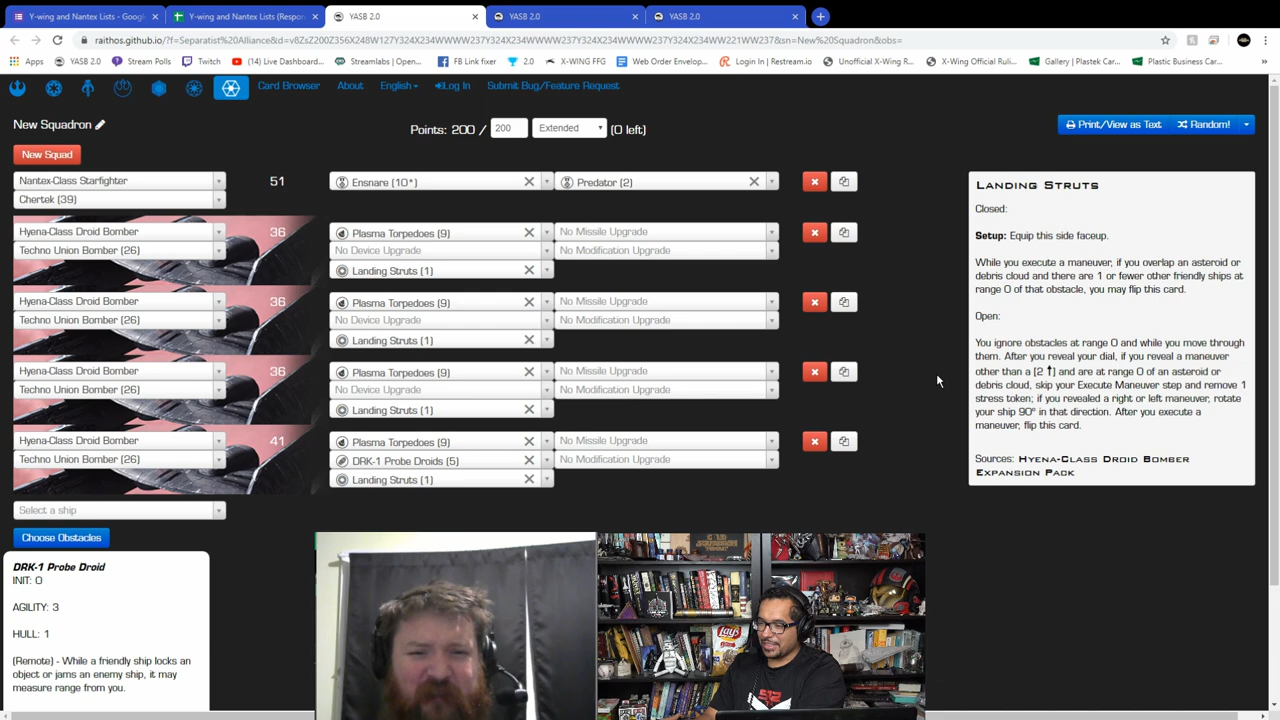 Y-wing and Nantex Lists - Googl
Y-wing and Nantex Lists (Respon
YASB 2.0
YASB 2.0
YASB 2.0
raithos.github.io/?f=Separatist%20Alliance&d=v8ZsZ200Z356X248W127Y324X234WWWW237Y324X234WWWW237Y324X234WWWW237Y324X234WW221WW237&sn=New%20Squadron&obs=
Apps
YASB 2.0
Stream Polls
Twitch
(14) Live Dashboard...
Streamlabs | Open...
FB Link fixer
2.0
X-WING FFG
Web Order Envelop...
Login In | Restream.io
Unofficial X-Wing R...
X-Wing Official Ruli...
Gallery | Plastek Car...
Plastic Business Car...
Card Browser
About
English
Log In
Submit Bug/Feature Request
New Squadron
Points: 200 / 200 Extended (0 left)
Print/View as Text
Random!
New Squad
Nantex-Class Starfighter
51
Ensnare (10*)
Predator (2)
Chertek (39)
Hyena-Class Droid Bomber
36
Plasma Torpedoes (9)
No Missile Upgrade
Techno Union Bomber (26)
No Device Upgrade
No Modification Upgrade
Landing Struts (1)
Hyena-Class Droid Bomber
36
Plasma Torpedoes (9)
No Missile Upgrade
Techno Union Bomber (26)
No Device Upgrade
No Modification Upgrade
Landing Struts (1)
Hyena-Class Droid Bomber
36
Plasma Torpedoes (9)
No Missile Upgrade
Techno Union Bomber (26)
No Device Upgrade
No Modification Upgrade
Landing Struts (1)
Hyena-Class Droid Bomber
41
Plasma Torpedoes (9)
No Missile Upgrade
Techno Union Bomber (26)
DRK-1 Probe Droids (5)
No Modification Upgrade
Landing Struts (1)
Select a ship
Choose Obstacles
Landing Struts
Closed:
Setup: Equip this side faceup.
While you execute a maneuver, if you overlap an asteroid or
debris cloud and there are 1 or fewer other friendly ships at
range 0 of that obstacle, you may flip this card.
Open:
You ignore obstacles at range 0 and while you move through
them. After you reveal your dial, if you reveal a maneuver
other than a [2 ⬆] and are at range 0 of an asteroid or
debris cloud, skip your Execute Maneuver step and remove 1
stress token; if you revealed a right or left maneuver, rotate
your ship 90° in that direction. After you execute a
maneuver, flip this card.
Sources: Hyena-Class Droid Bomber
Expansion Pack
DRK-1 Probe Droid
INIT: 0
AGILITY: 3
HULL: 1
(Remote) - While a friendly ship locks an
object or jams an enemy ship, it may
measure range from you.
Lay's